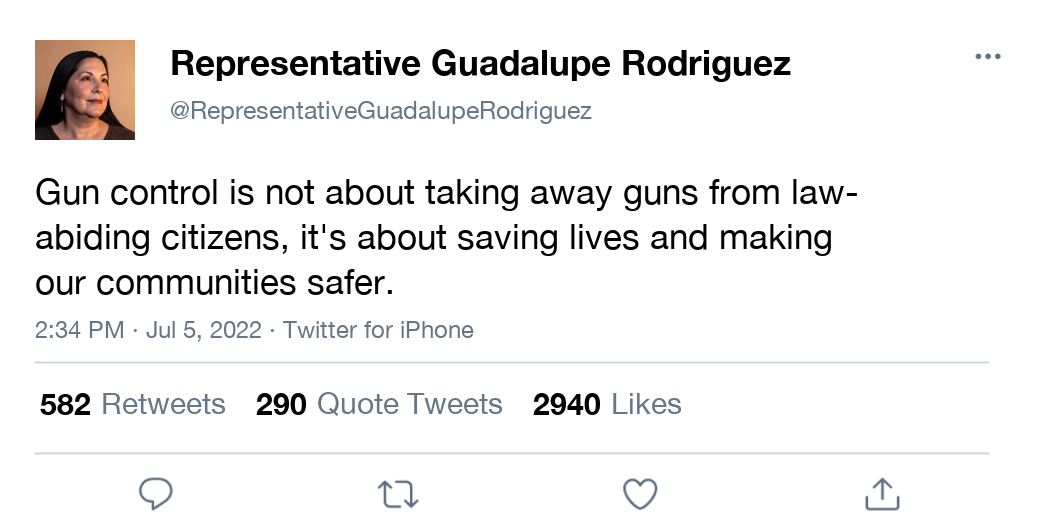 Representative Guadalupe Rodriguez
@RepresentativeGuadalupeRodriguez
Gun control is not about taking away guns from law-
abiding citizens, it's about saving lives and making
our communities safer.
2:34 PM · Jul 5, 2022 · Twitter for iPhone
582 Retweets 290 Quote Tweets 2940 Likes